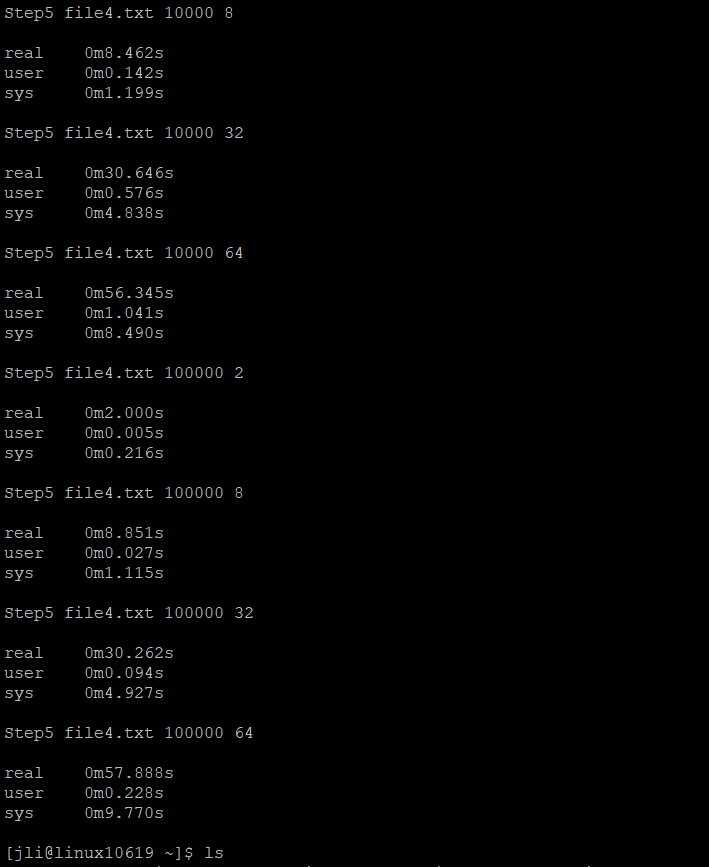 Step5 file4.txt 10000 8
real 0m8.462s
user 0m0.142s
sys 0m1.199s
Step5 file4.txt 10000 32
real 0m30.646s
user 0m0.576s
sys 0m4.838s
Step5 file4.txt 10000 64
real 0m56.345s
user 0m1.041s
sys 0m8.490s
Step5 file4.txt 100000 2
real 0m2.000s
user 0m0.005s
sys 0m0.216s
Step5 file4.txt 100000 8
real 0m8.851s
user 0m0.027s
sys 0m1.115s
Step5 file4.txt 100000 32
real 0m30.262s
user 0m0.094s
sys 0m4.927s
Step5 file4.txt 100000 64
real 0m57.888s
user 0m0.228s
sys 0m9.770s
[jli@linux10619 ~]$ ls